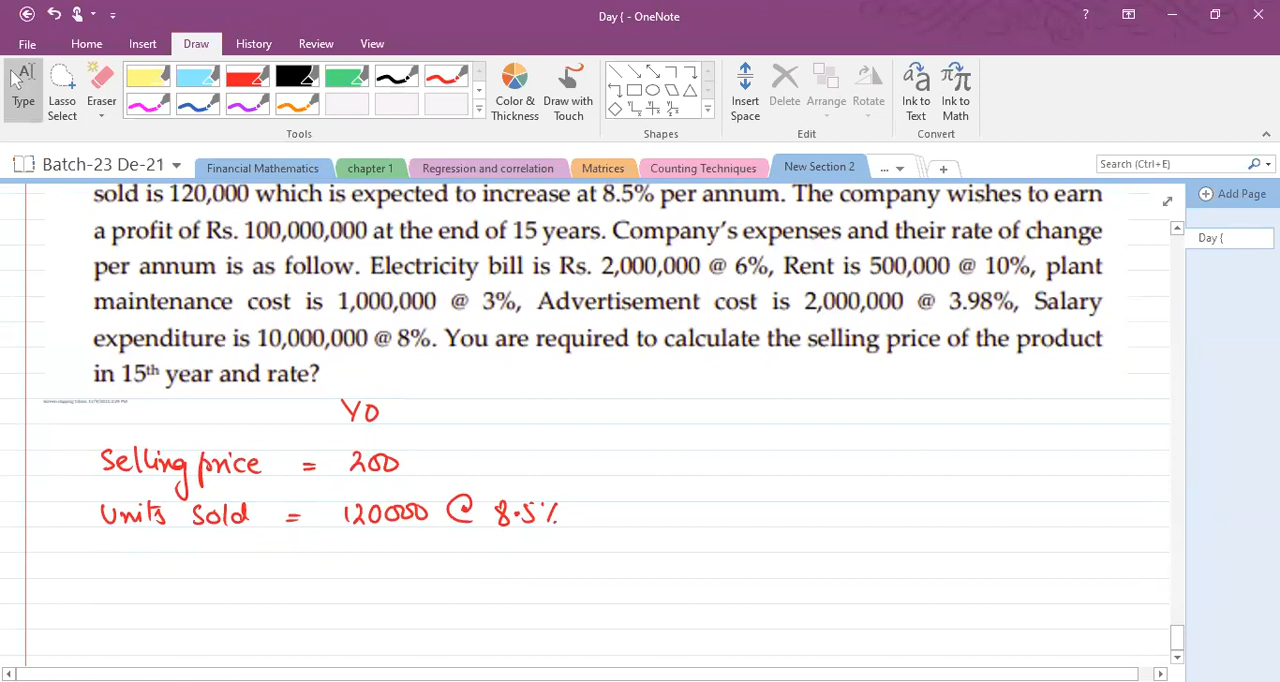 Day { - OneNote
?
File Home Insert Draw History Review View
Type Lasso Select Eraser Color & Thickness Draw with Touch Insert Space Delete Arrange Rotate Ink to Text Ink to Math
Tools Shapes Edit Convert
Batch-23 De-21 Financial Mathematics chapter 1 Regression and correlation Matrices Counting Techniques New Section 2 ... Search (Ctrl+E)
Add Page
Day {
sold is 120,000 which is expected to increase at 8.5% per annum. The company wishes to earn
a profit of Rs. 100,000,000 at the end of 15 years. Company's expenses and their rate of change
per annum is as follow. Electricity bill is Rs. 2,000,000 @ 6%, Rent is 500,000 @ 10%, plant
maintenance cost is 1,000,000 @ 3%, Advertisement cost is 2,000,000 @ 3.98%, Salary
expenditure is 10,000,000 @ 8%. You are required to calculate the selling price of the product
in 15th year and rate?
Y0
Selling price = 200
Units sold = 120000 @ 8.5%